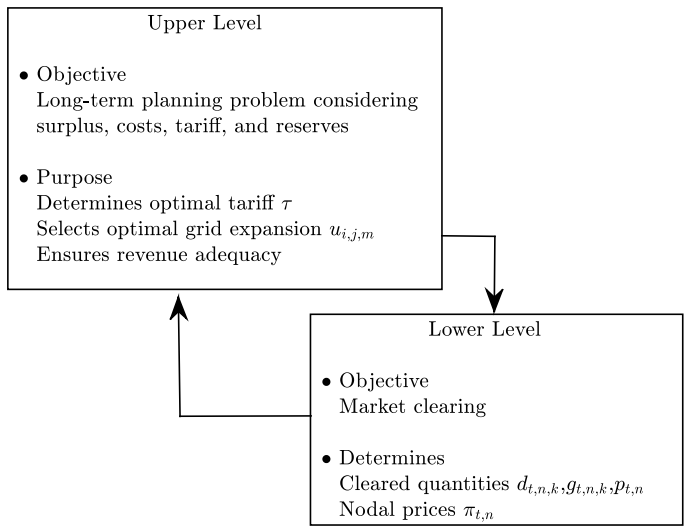 Upper Level
• Objective
Long-term planning problem considering
surplus, costs, tariff, and reserves
• Purpose
Determines optimal tariff τ
Selects optimal grid expansion u_{i,j,m}
Ensures revenue adequacy
Lower Level
• Objective
Market clearing
• Determines
Cleared quantities d_{t,n,k},g_{t,n,k},p_{t,n}
Nodal prices π_{t,n}